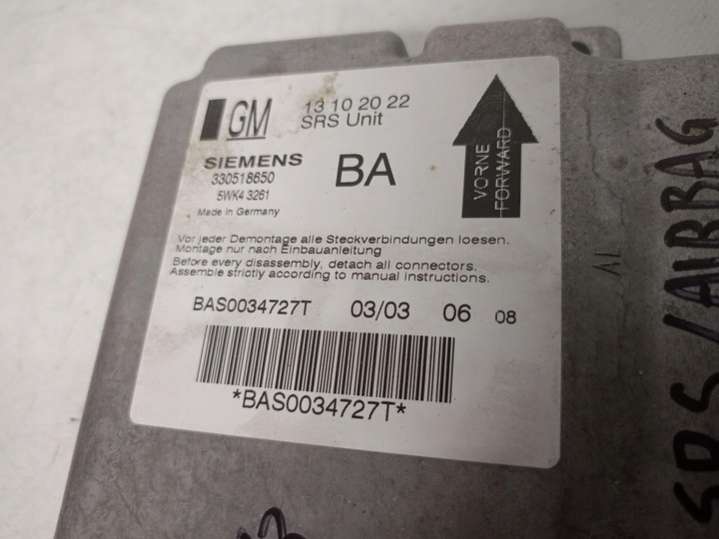 GM
13 10 20 22
SRS Unit
SIEMENS
330518650
BA
5WK4 3261
Made in Germany
VORNE
FORWARD
Vor jeder Demontage alle Steckverbindungen loesen.
Montage nur nach Einbauanleitung
Before every disassembly, detach all connectors.
Assemble strictly according to manual instructions.
BAS0034727T 03/03 06 08
*BAS0034727T*
SRS/AIRBAG